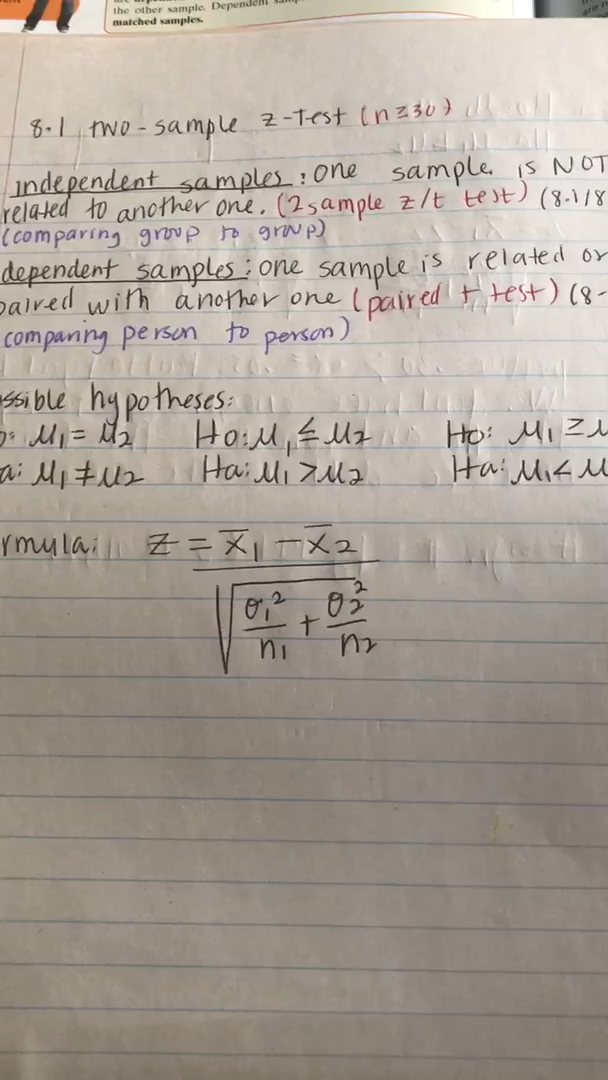 the other sample. Dependent
matched samples.
8.1 two-sample z-test (n≥30)
independent samples: one sample is NOT
related to another one. (2 sample z/t test) (8.1/8
(comparing group to group)
dependent samples: one sample is related or
paired with another one (paired t test) (8-
comparing person to person)
ssible hypotheses:
o: μ₁ = μ₂ Ho: μ₁ ≤ μ₂ Ho: μ₁ ≥ μ
a: μ₁ ≠ μ₂ Ha: μ₁ > μ₂ Ha: μ₁ < μ
rmula: z = x̄₁ - x̄₂
σ₁² + σ₂²
n₁ n₂